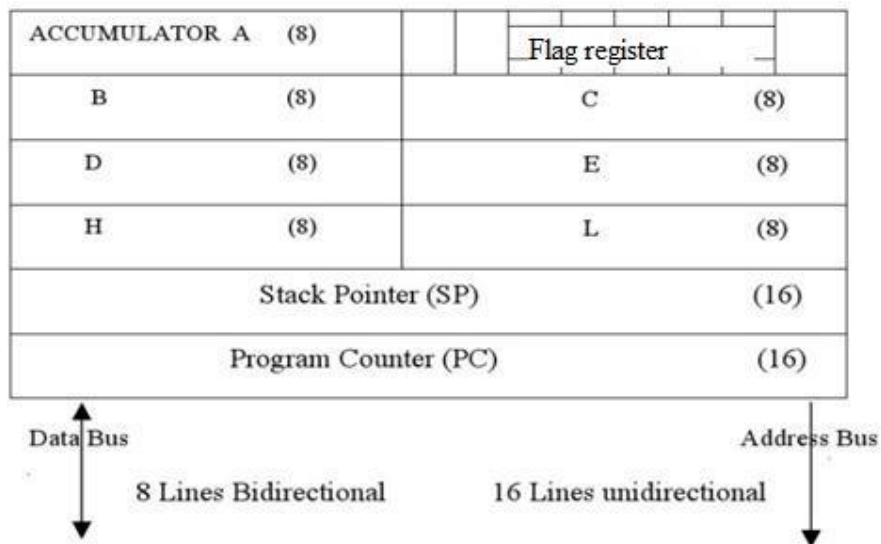 ACCUMULATOR A (8) Flag register
B (8) C (8)
D (8) E (8)
H (8) L (8)
Stack Pointer (SP) (16)
Program Counter (PC) (16)
Data Bus Address Bus
8 Lines Bidirectional 16 Lines unidirectional